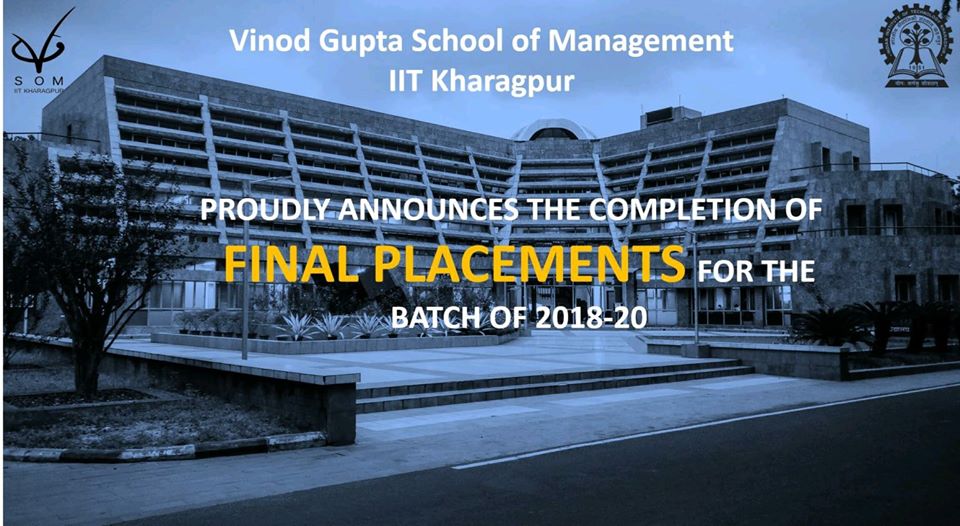 Vinod Gupta School of Management
IIT Kharagpur
S O M
IIT KHARAGPUR
1951
PROUDLY ANNOUNCES THE COMPLETION OF
FINAL PLACEMENTS FOR THE
BATCH OF 2018-20